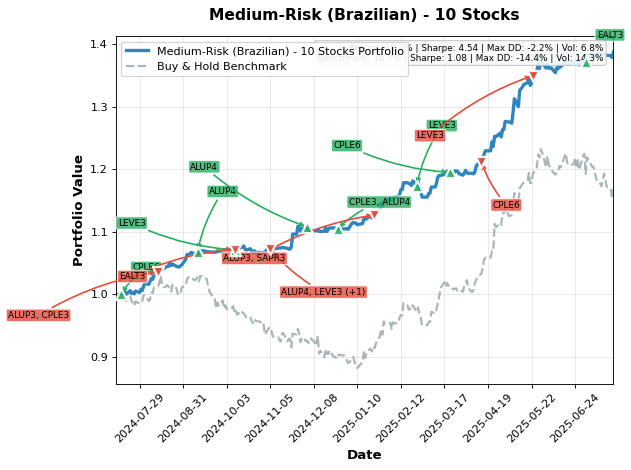 Medium-Risk (Brazilian) - 10 Stocks
EALT3
% | Sharpe: 4.54 | Max DD: -2.2% | Vol: 6.8%
Sharpe: 1.08 | Max DD: -14.4% | Vol: 14.3%
Medium-Risk (Brazilian) - 10 Stocks Portfolio
Buy & Hold Benchmark
LEVE3
LEVE3
CPLE6
ALUP4
ALUP4
CPLE3, ALUP4
CPLE6
LEVE3
ALUP3, SAPR3
EALT3
ALUP4, LEVE3 (+1)
ALUP3, CPLE3
Portfolio Value
1.4
1.3
1.2
1.1
1.0
0.9
2024-07-29
2024-08-31
2024-10-03
2024-11-05
2024-12-08
2025-01-10
2025-02-12
2025-03-17
2025-04-19
2025-05-22
2025-06-24
Date